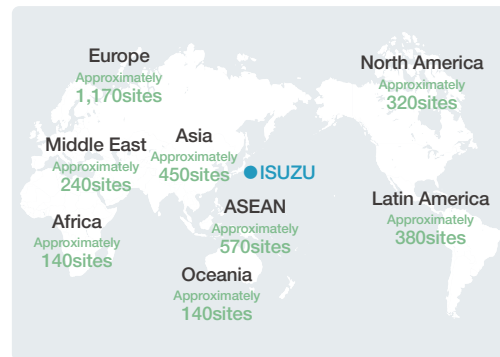 Europe
Approximately
1,170sites
North America
Approximately
320sites
Middle East
Approximately
240sites
Asia
Approximately
450sites
ISUZU
Africa
Approximately
140sites
ASEAN
Approximately
570sites
Latin America
Approximately
380sites
Oceania
Approximately
140sites